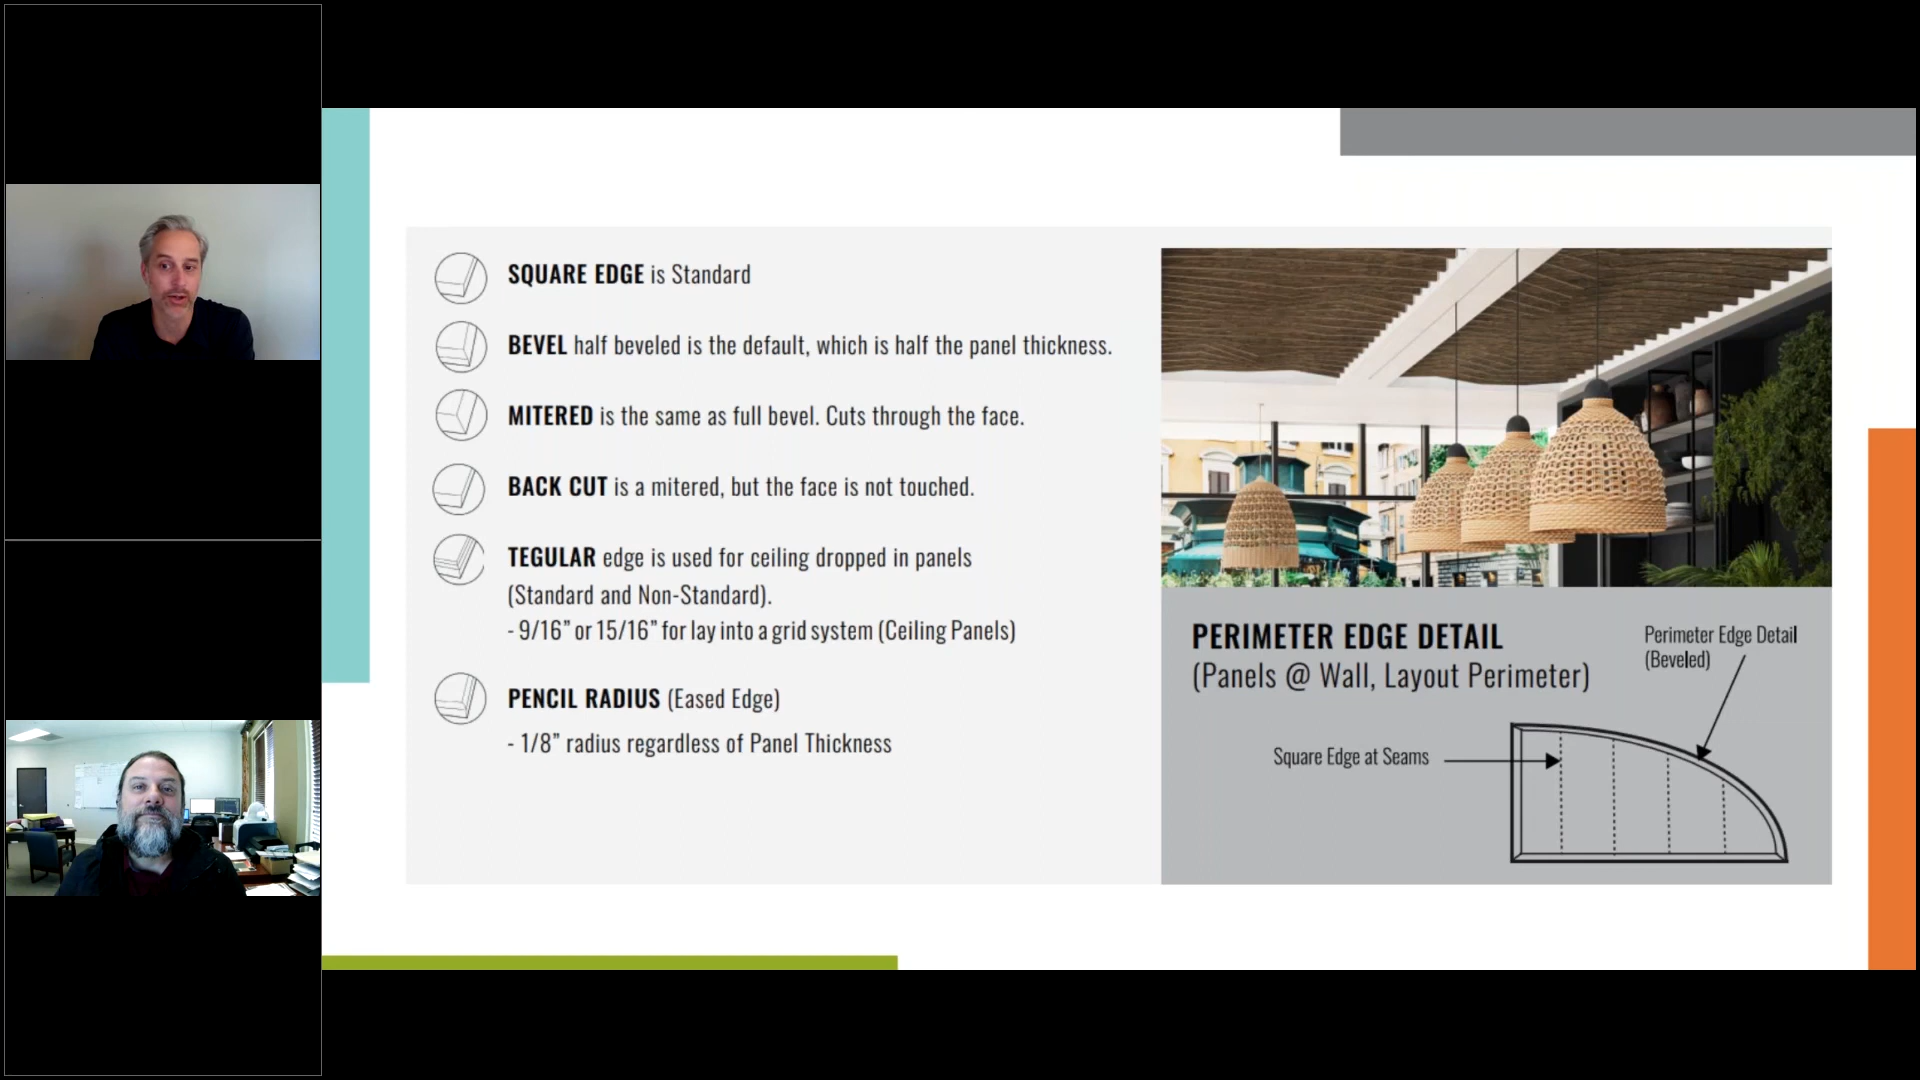 SQUARE EDGE is Standard
BEVEL half beveled is the default, which is half the panel thickness.
MITERED is the same as full bevel. Cuts through the face.
BACK CUT is a mitered, but the face is not touched.
TEGULAR edge is used for ceiling dropped in panels
(Standard and Non-Standard).
- 9/16” or 15/16” for lay into a grid system (Ceiling Panels)
PENCIL RADIUS (Eased Edge)
- 1/8” radius regardless of Panel Thickness
PERIMETER EDGE DETAIL
(Panels @ Wall, Layout Perimeter)
Perimeter Edge Detail
(Beveled)
Square Edge at Seams